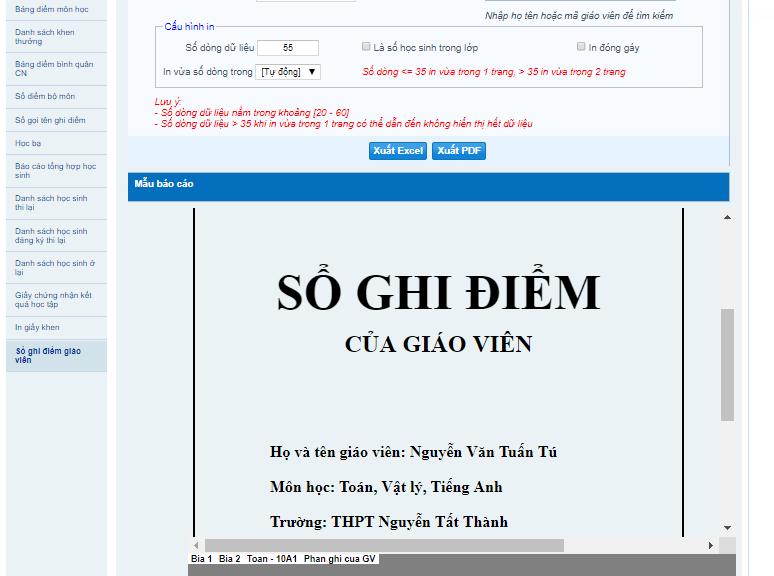 Bảng điểm môn học
Danh sách khen
thưởng
Bảng điểm bình quân
CN
Sổ điểm bộ môn
Sổ gọi tên ghi điểm
Học bạ
Báo cáo tổng hợp học
sinh
Danh sách học sinh
thi lại
Danh sách học sinh
đăng ký thi lại
Danh sách học sinh ở
lại
Giấy chứng nhận kết
quả học tập
In giấy khen
Sổ ghi điểm giáo
viên
Nhập họ tên hoặc mã giáo viên để tìm kiếm
Cấu hình in
Số dòng dữ liệu 55 Là số học sinh trong lớp In đóng gáy
In vừa số dòng trong [Tự động] Số dòng <= 35 in vừa trong 1 trang, > 35 in vừa trong 2 trang
Lưu ý:
- Số dòng dữ liệu nằm trong khoảng [20 - 60]
- Số dòng dữ liệu > 35 khi in vừa trong 1 trang có thể dẫn đến không hiển thị hết dữ liệu
Xuất Excel Xuất PDF
Mẫu báo cáo
SỔ GHI ĐIỂM
CỦA GIÁO VIÊN
Họ và tên giáo viên: Nguyễn Văn Tuấn Tú
Môn học: Toán, Vật lý, Tiếng Anh
Trường: THPT Nguyễn Tất Thành
Bia 1 Bia 2 Toan - 10A1 Phan ghi cua GV